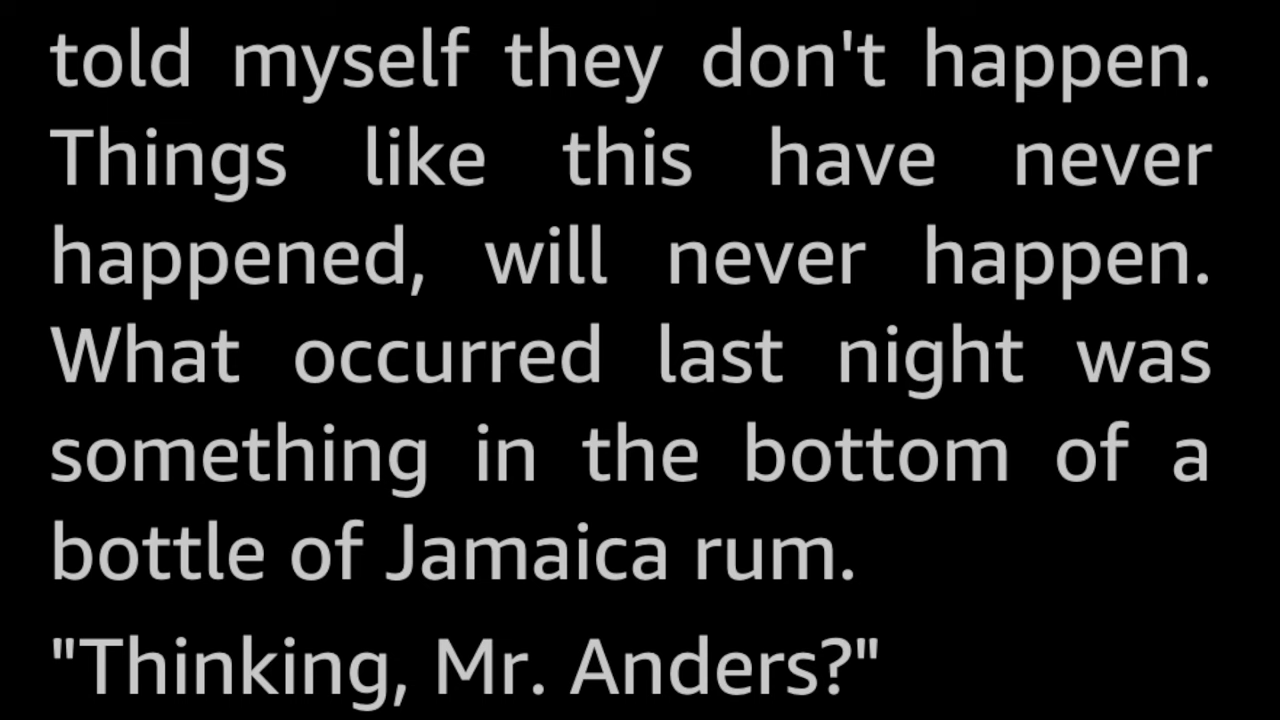 told myself they don't happen.
Things like this have never
happened, will never happen.
What occurred last night was
something in the bottom of a
bottle of Jamaica rum.
"Thinking, Mr. Anders?"